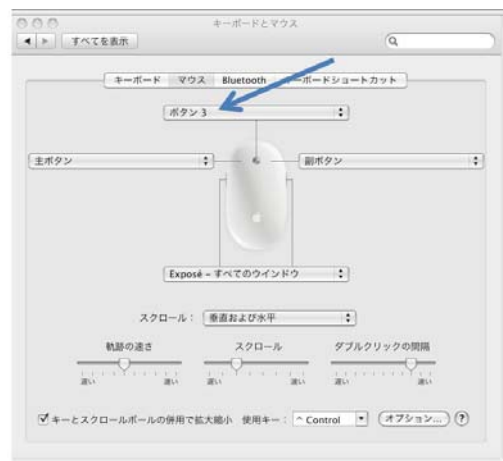 キーボードとマウス
すべてを表示
キーボード マウス Bluetooth キーボードショートカット
ボタン 3
主ボタン 副ボタン
Exposé – すべてのウインドウ
スクロール： 垂直および水平
軌跡の速さ スクロール ダブルクリックの間隔
遅い 速い 遅い 速い 遅い 速い
キーとスクロールボールの併用で拡大縮小 使用キー： ^ Control オプション... ?